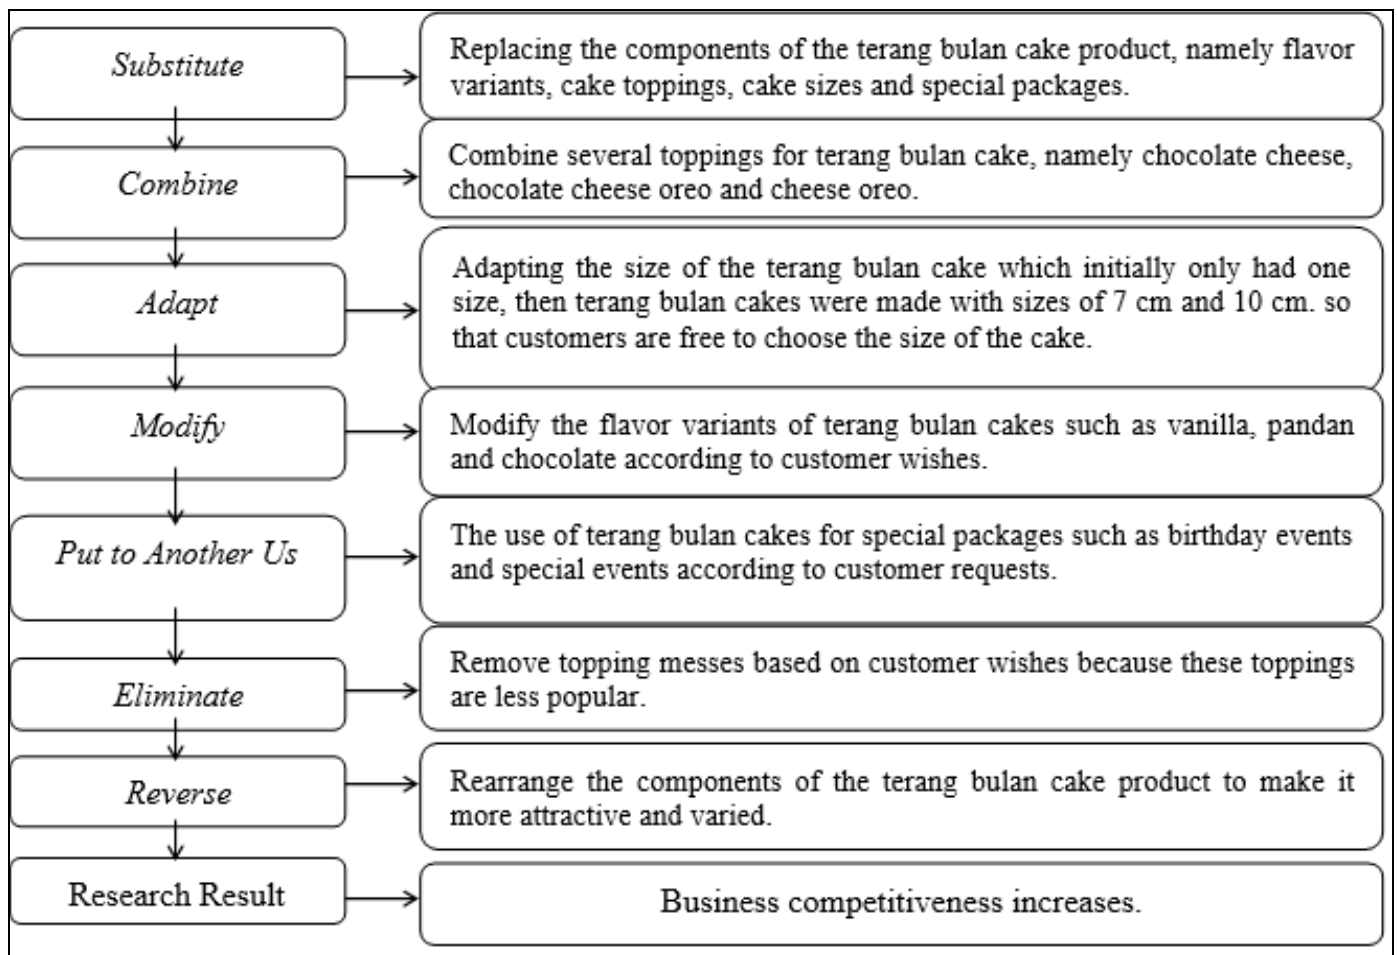 Substitute
Replacing the components of the terang bulan cake product, namely flavor
variants, cake toppings, cake sizes and special packages.
Combine
Combine several toppings for terang bulan cake, namely chocolate cheese,
chocolate cheese oreo and cheese oreo.
Adapt
Adapting the size of the terang bulan cake which initially only had one
size, then terang bulan cakes were made with sizes of 7 cm and 10 cm. so
that customers are free to choose the size of the cake.
Modify
Modify the flavor variants of terang bulan cakes such as vanilla, pandan
and chocolate according to customer wishes.
Put to Another Us
The use of terang bulan cakes for special packages such as birthday events
and special events according to customer requests.
Eliminate
Remove topping messes based on customer wishes because these toppings
are less popular.
Reverse
Rearrange the components of the terang bulan cake product to make it
more attractive and varied.
Research Result
Business competitiveness increases.